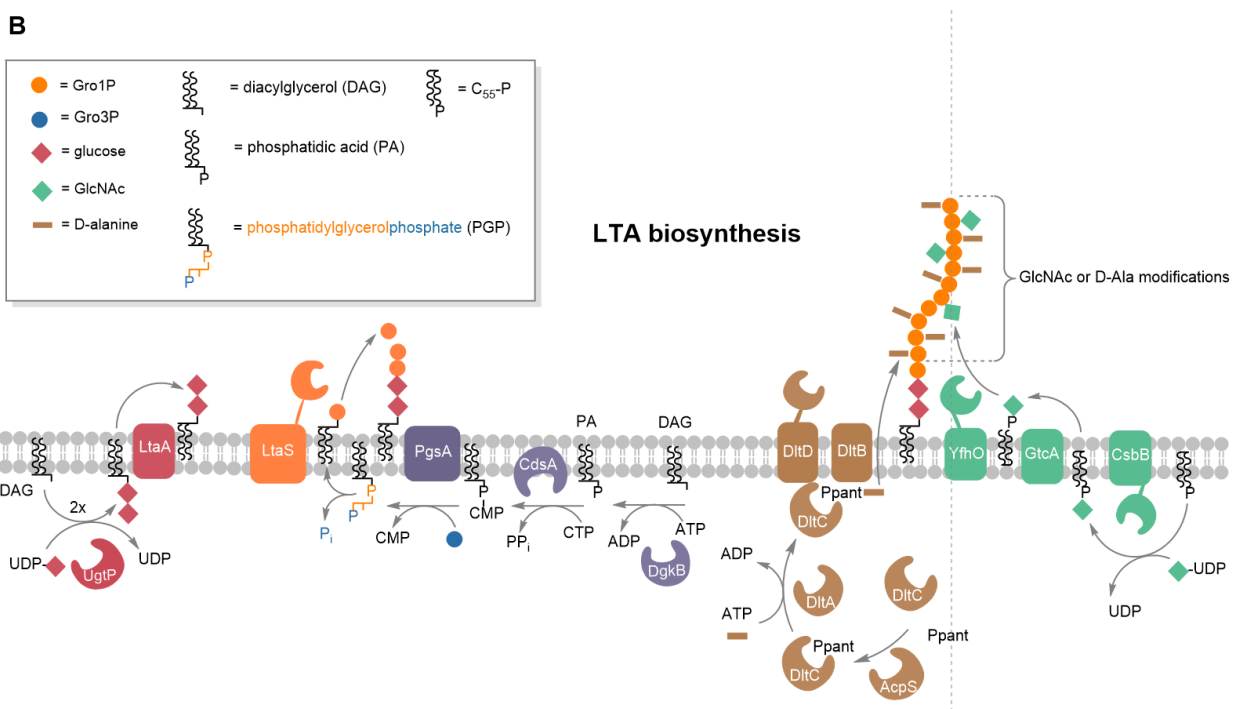 B
= Gro1P
= diacylglycerol (DAG)
= C55-P
P
= Gro3P
= glucose
= phosphatidic acid (PA)
P
= GlcNAc
= D-alanine
= phosphatidylglycerolphosphate (PGP)
P
P
LTA biosynthesis
GlcNAc or D-Ala modifications
LtaA
LtaS
PgsA
CdsA
PA
DAG
DltD
DltB
YfhO
GtcA
CsbB
P
P
P
P
P
P
P
CMP
DAG
2x
UDP-
UgtP
UDP
Pi
CMP
PPi
CTP
ADP
ATP
DgkB
Ppant
DltC
ADP
ATP
DltA
DltC
Ppant
DltC
Ppant
AcpS
-UDP
UDP